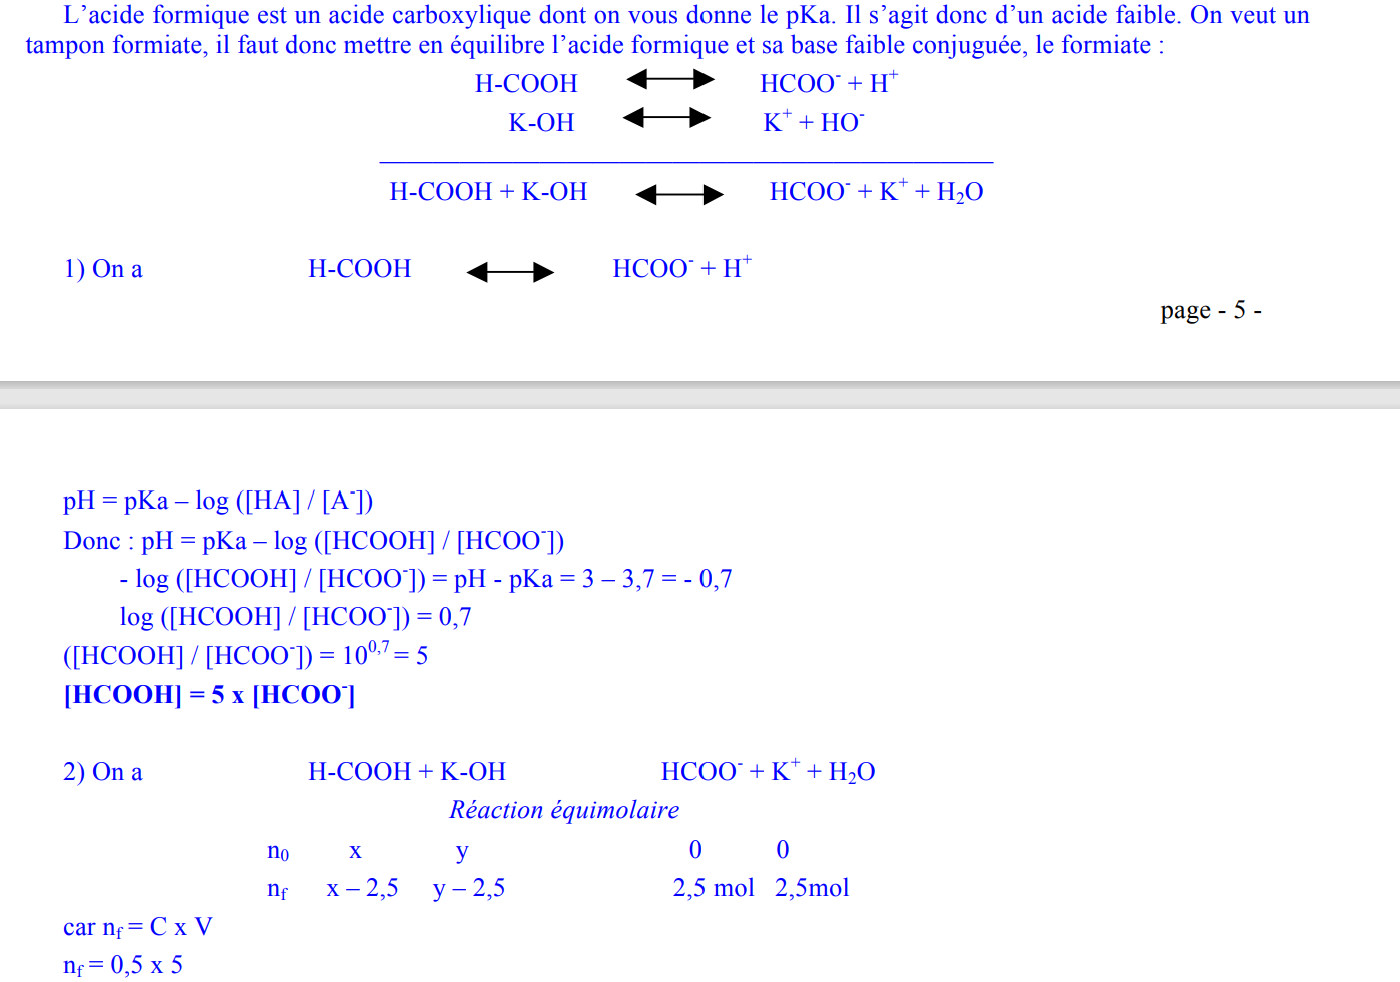 L’acide formique est un acide carboxylique dont on vous donne le pKa. Il s’agit donc d’un acide faible. On veut un
tampon formiate, il faut donc mettre en équilibre l’acide formique et sa base faible conjuguée, le formiate :
H-COOH ↔ HCOO⁻ + H⁺
K-OH ↔ K⁺ + HO⁻
H-COOH + K-OH ↔ HCOO⁻ + K⁺ + H₂O
1) On a H-COOH ↔ HCOO⁻ + H⁺
page - 5 -
pH = pKa – log ([HA] / [A⁻])
Donc : pH = pKa – log ([HCOOH] / [HCOO⁻])
- log ([HCOOH] / [HCOO⁻]) = pH - pKa = 3 – 3,7 = - 0,7
log ([HCOOH] / [HCOO⁻]) = 0,7
([HCOOH] / [HCOO⁻]) = 10⁰,⁷ = 5
[HCOOH] = 5 x [HCOO⁻]
2) On a H-COOH + K-OH HCOO⁻ + K⁺ + H₂O
Réaction équimolaire
n₀ x y 0 0
nf x – 2,5 y – 2,5 2,5 mol 2,5mol
car nf = C x V
nf = 0,5 x 5